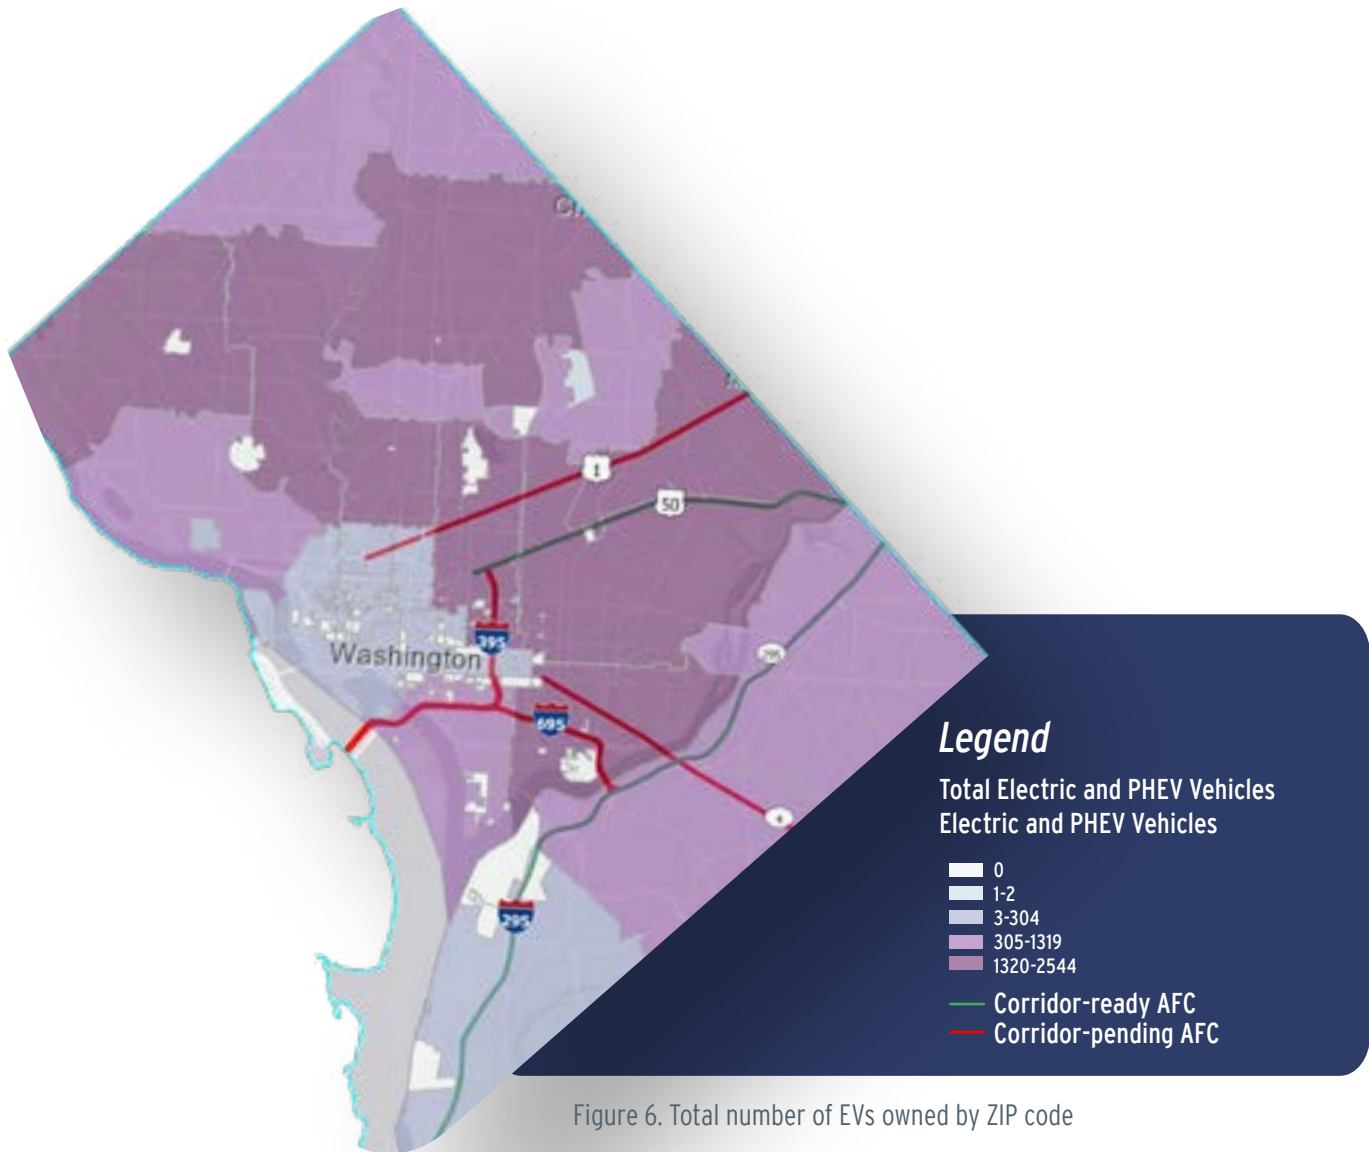 1
50
395
Washington
295
695
4
295
Legend
Total Electric and PHEV Vehicles
Electric and PHEV Vehicles
0
1-2
3-304
305-1319
1320-2544
Corridor-ready AFC
Corridor-pending AFC
Figure 6. Total number of EVs owned by ZIP code